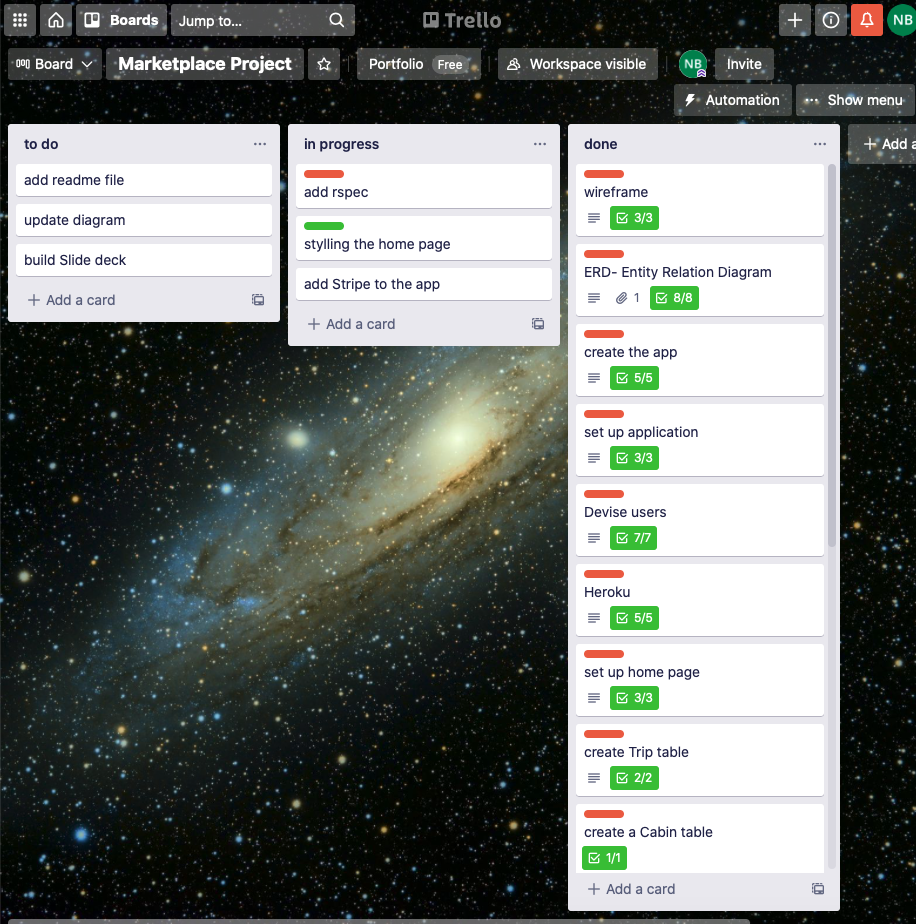 Boards
Jump to...
Trello
NB
Board
Marketplace Project
Portfolio Free
Workspace visible
NB
Invite
Automation
Show menu
to do
add readme file
update diagram
build Slide deck
Add a card
in progress
add rspec
stylling the home page
add Stripe to the app
Add a card
done
wireframe
3/3
ERD- Entity Relation Diagram
1 8/8
create the app
5/5
set up application
3/3
Devise users
7/7
Heroku
5/5
set up home page
3/3
create Trip table
2/2
create a Cabin table
1/1
Add a card
Add a